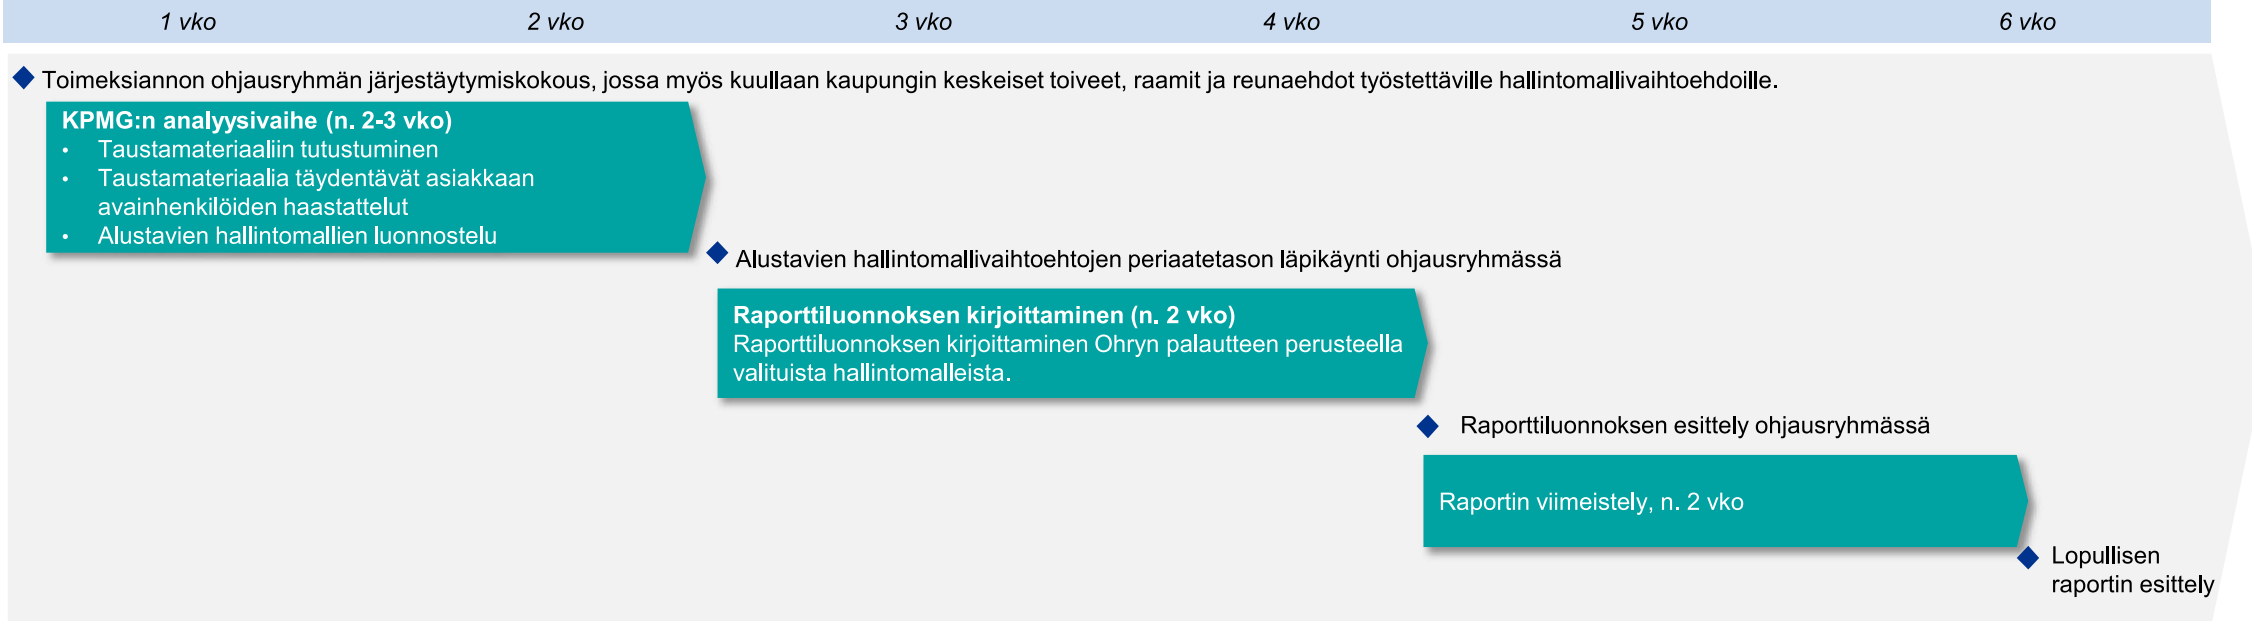 1 vko 2 vko 3 vko 4 vko 5 vko 6 vko
Toimeksiannon ohjausryhmän järjestäytymiskokous, jossa myös kuullaan kaupungin keskeiset toiveet, raamit ja reunaehdot työstettäville hallintomallivaihtoehdoille.
KPMG:n analyysivaihe (n. 2-3 vko)
• Taustamateriaaliin tutustuminen
• Taustamateriaalia täydentävät asiakkaan
avainhenkilöiden haastattelut
• Alustavien hallintomallien luonnostelu
Alustavien hallintomallivaihtoehtojen periaatetason läpikäynti ohjausryhmässä
Raporttiluonnoksen kirjoittaminen (n. 2 vko)
Raporttiluonnoksen kirjoittaminen Ohryn palautteen perusteella
valituista hallintomalleista.
Raporttiluonnoksen esittely ohjausryhmässä
Raportin viimeistely, n. 2 vko
Lopullisen
raportin esittely